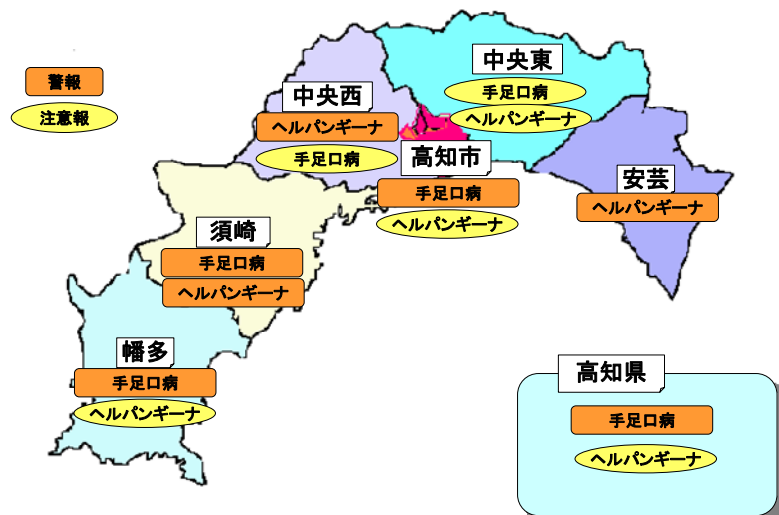 警報
注意報
中央東
手足口病
ヘルパンギーナ
中央西
ヘルパンギーナ
手足口病
高知市
手足口病
ヘルパンギーナ
安芸
ヘルパンギーナ
須崎
手足口病
ヘルパンギーナ
幡多
手足口病
ヘルパンギーナ
高知県
手足口病
ヘルパンギーナ